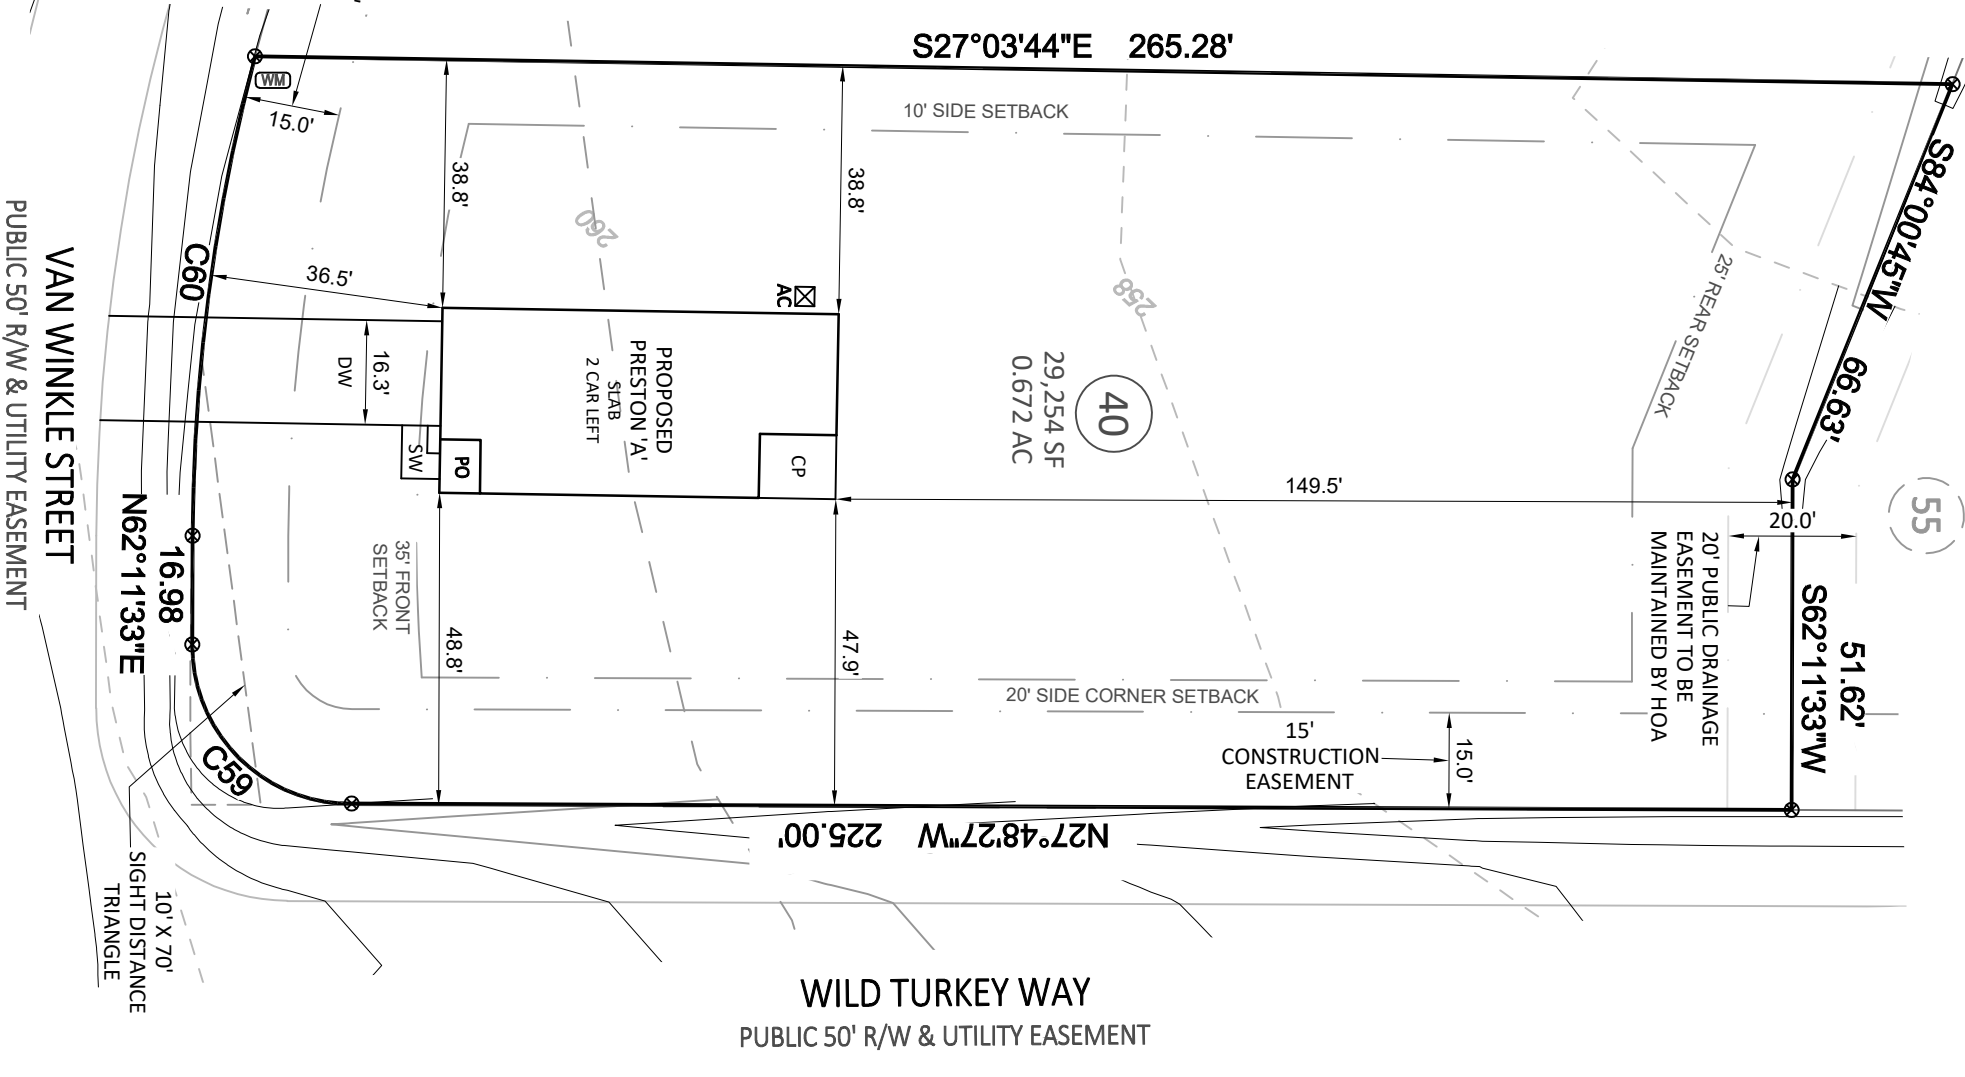 S27°03'44"E 265.28'
WM
15.0'
10' SIDE SETBACK
38.8'
38.8'
S84°00'45"W
66.63'
C60
36.5'
260
258
AC
25' REAR SETBACK
VAN WINKLE STREET
PUBLIC 50' R/W & UTILITY EASEMENT
16.3'
DW
PROPOSED
PRESTON 'A'
SLAB
2 CAR LEFT
40
29,254 SF
0.672 AC
SW
PO
CP
149.5'
20.0'
55
16.98
N62°11'33"E
35' FRONT
SETBACK
48.8'
47.9'
20' PUBLIC DRAINAGE
EASEMENT TO BE
MAINTAINED BY HOA
51.62'
S62°11'33"W
20' SIDE CORNER SETBACK
15'
CONSTRUCTION
EASEMENT
15.0'
C59
N27°48'27"W 225.00'
10' X 70'
SIGHT DISTANCE
TRIANGLE
WILD TURKEY WAY
PUBLIC 50' R/W & UTILITY EASEMENT